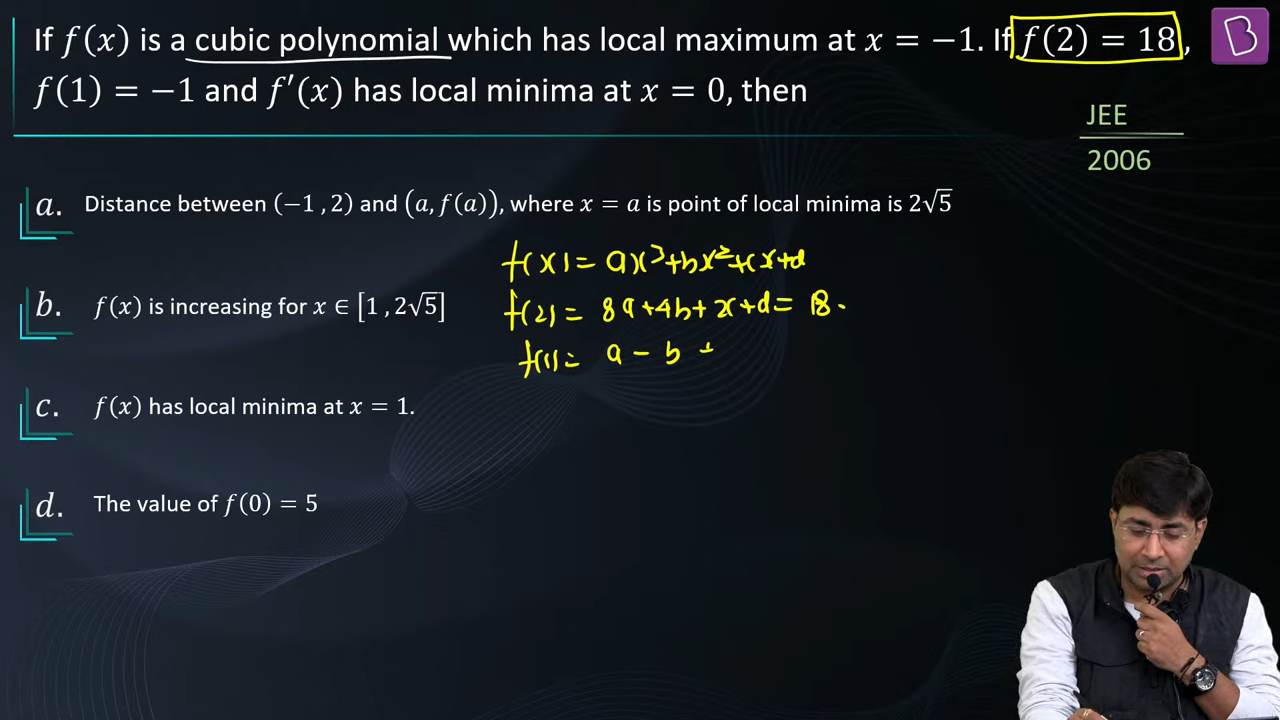 If f(x) is a cubic polynomial which has local maximum at x = −1. If f(2) = 18,
f(1) = −1 and f′(x) has local minima at x = 0, then
JEE
2006
a. Distance between (−1 , 2) and (a, f(a)), where x = a is point of local minima is 2√5
f(x) = ax³+bx²+cx+d
b. f(x) is increasing for x ∈ [1 , 2√5]
f(2) = 8a+4b+2c+d = 18.
f(1) = a − b +
c. f(x) has local minima at x = 1.
d. The value of f(0) = 5
B